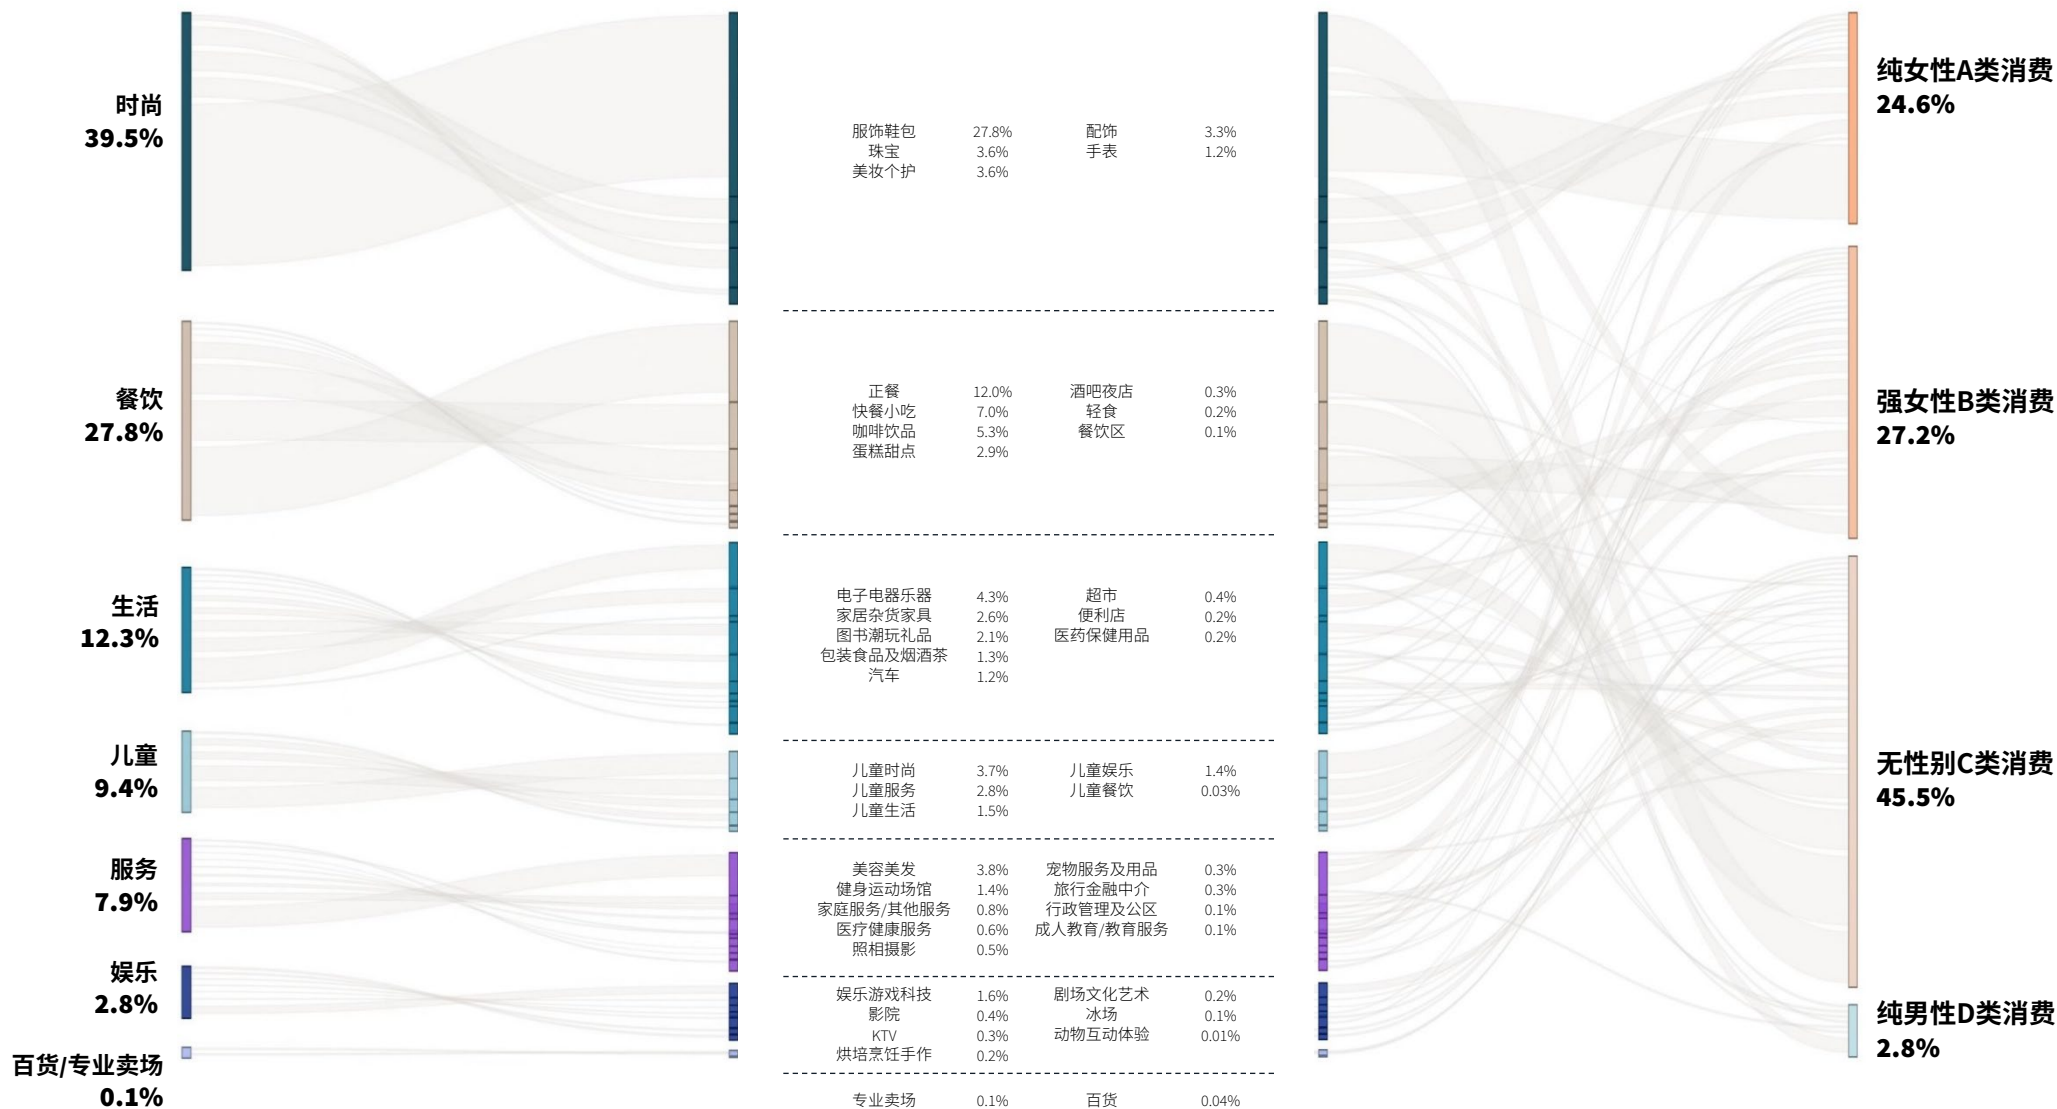 时尚
39.5%
服饰鞋包 27.8% 配饰 3.3%
珠宝 3.6% 手表 1.2%
美妆个护 3.6%
餐饮
27.8%
正餐 12.0% 酒吧夜店 0.3%
快餐小吃 7.0% 轻食 0.2%
咖啡饮品 5.3% 餐饮区 0.1%
蛋糕甜点 2.9%
生活
12.3%
电子电器乐器 4.3% 超市 0.4%
家居杂货家具 2.6% 便利店 0.2%
图书潮玩礼品 2.1% 医药保健用品 0.2%
包装食品及烟酒茶 1.3%
汽车 1.2%
儿童
9.4%
儿童时尚 3.7% 儿童娱乐 1.4%
儿童服务 2.8% 儿童餐饮 0.03%
儿童生活 1.5%
服务
7.9%
美容美发 3.8% 宠物服务及用品 0.3%
健身运动场馆 1.4% 旅行金融中介 0.3%
家庭服务/其他服务 0.8% 行政管理及公区 0.1%
医疗健康服务 0.6% 成人教育/教育服务 0.1%
照相摄影 0.5%
娱乐
2.8%
娱乐游戏科技 1.6% 剧场文化艺术 0.2%
影院 0.4% 冰场 0.1%
KTV 0.3% 动物互动体验 0.01%
烘培烹饪手作 0.2%
百货/专业卖场
0.1%
专业卖场 0.1% 百货 0.04%
纯女性A类消费
24.6%
强女性B类消费
27.2%
无性别C类消费
45.5%
纯男性D类消费
2.8%